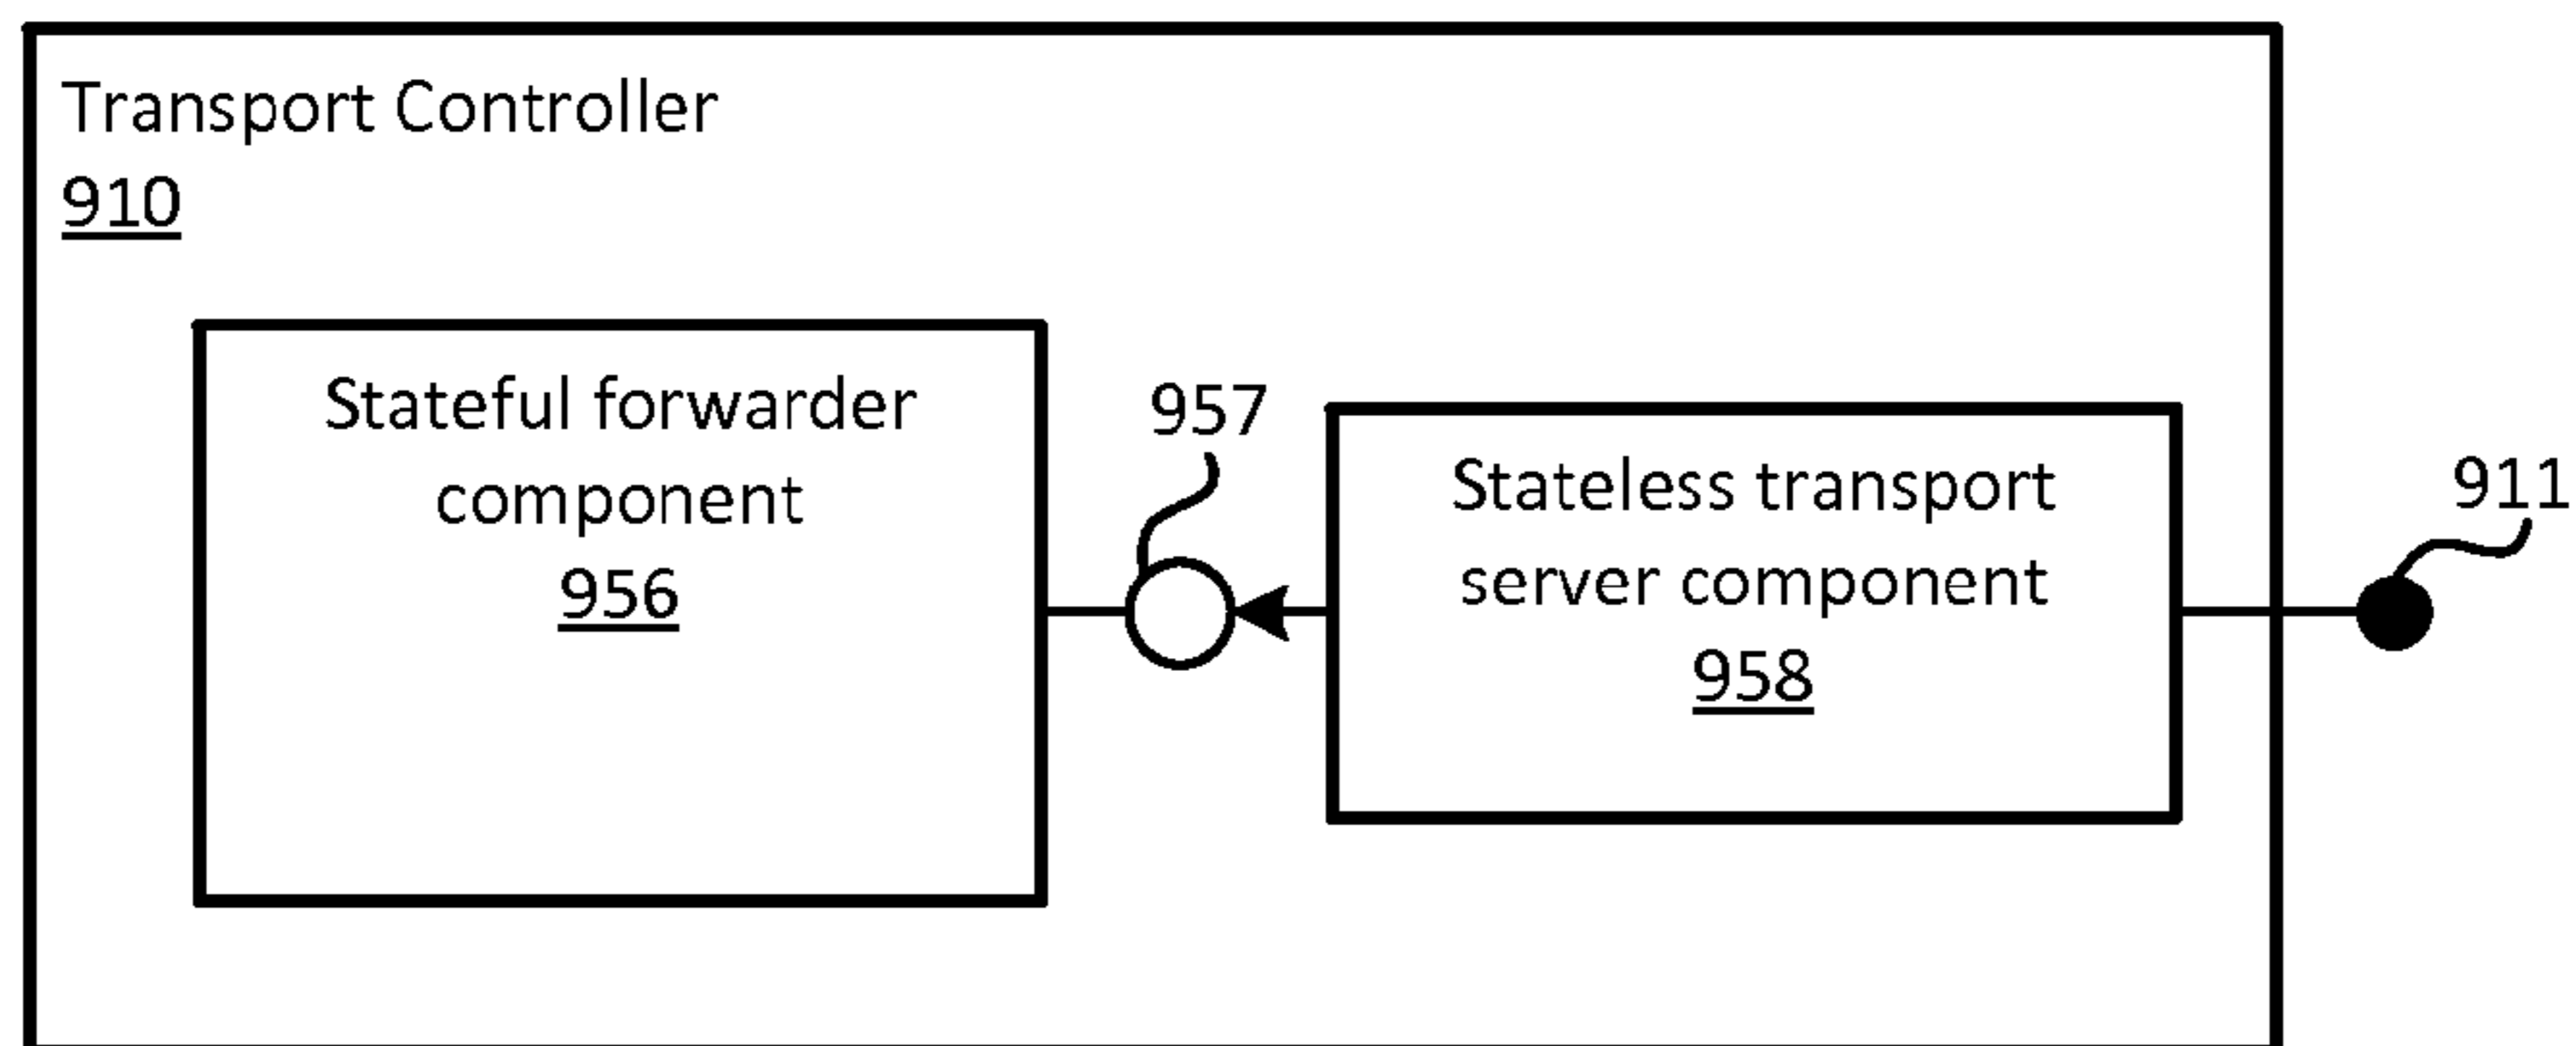 Transport Controller
910
Stateful forwarder
component
956
957
Stateless transport
server component
958
911